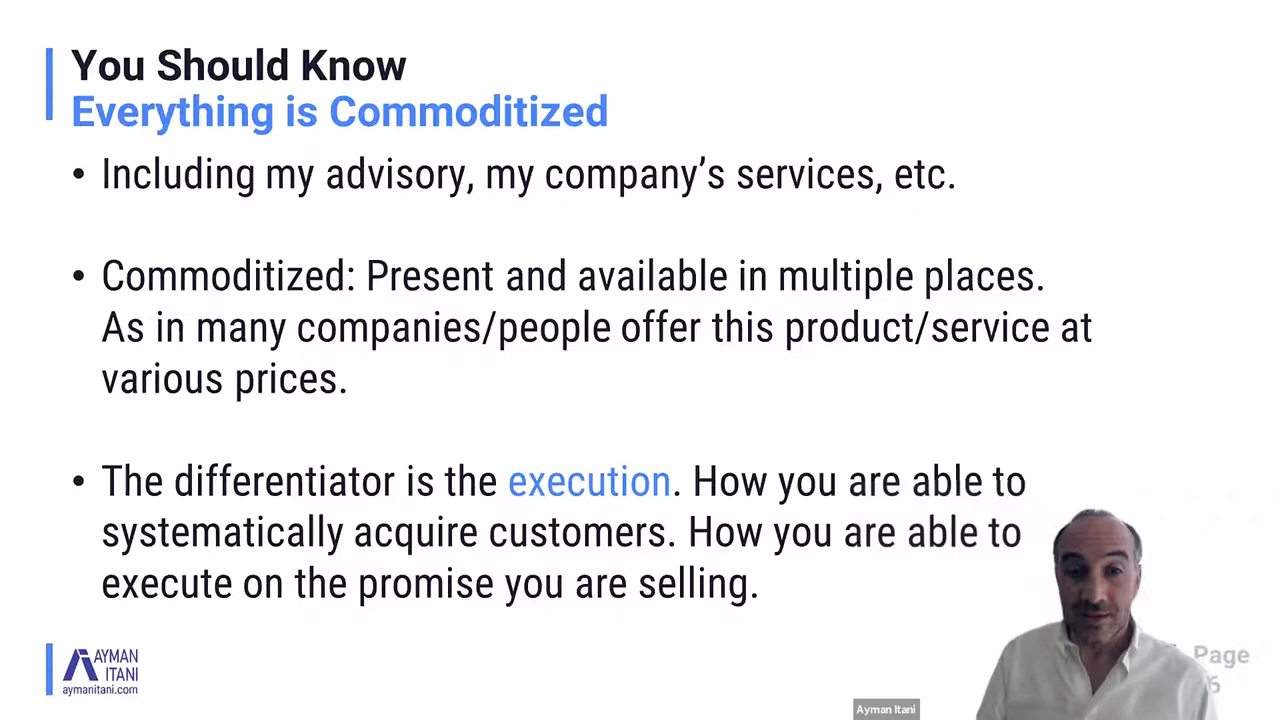 You Should Know
Everything is Commoditized
• Including my advisory, my company’s services, etc.
• Commoditized: Present and available in multiple places.
As in many companies/people offer this product/service at
various prices.
• The differentiator is the execution. How you are able to
systematically acquire customers. How you are able to
execute on the promise you are selling.
AYMAN
ITANI
aymanitani.com
Ayman Itani
Page
6